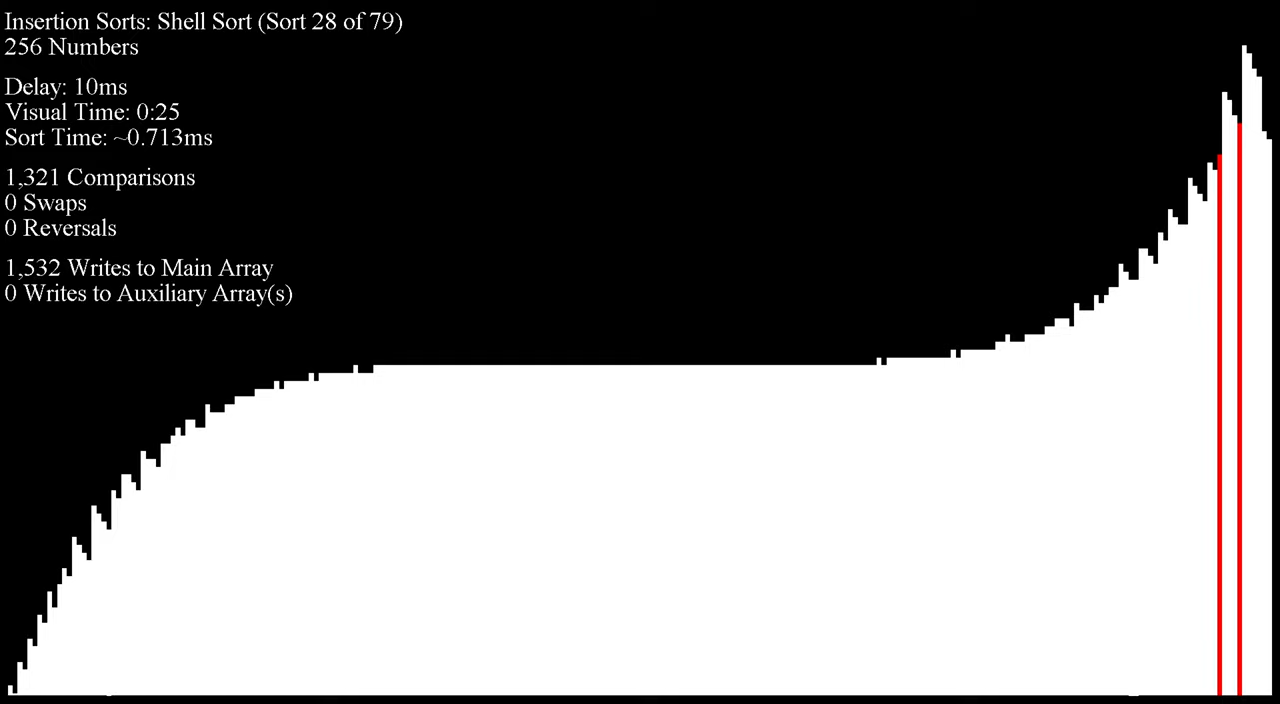 Insertion Sorts: Shell Sort (Sort 28 of 79)
256 Numbers
Delay: 10ms
Visual Time: 0:25
Sort Time: ~0.713ms
1,321 Comparisons
0 Swaps
0 Reversals
1,532 Writes to Main Array
0 Writes to Auxiliary Array(s)